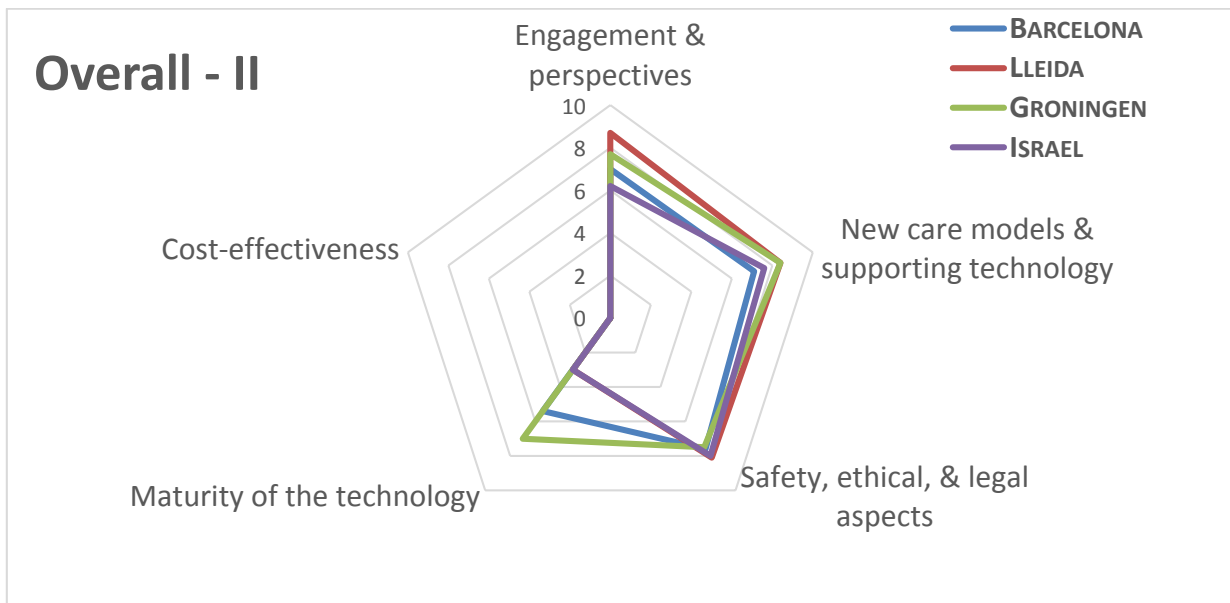 Overall - II
Engagement &
perspectives
BARCELONA
LLEIDA
GRONINGEN
ISRAEL
10
8
6
4
2
0
New care models &
supporting technology
Cost-effectiveness
Maturity of the technology
Safety, ethical, & legal
aspects